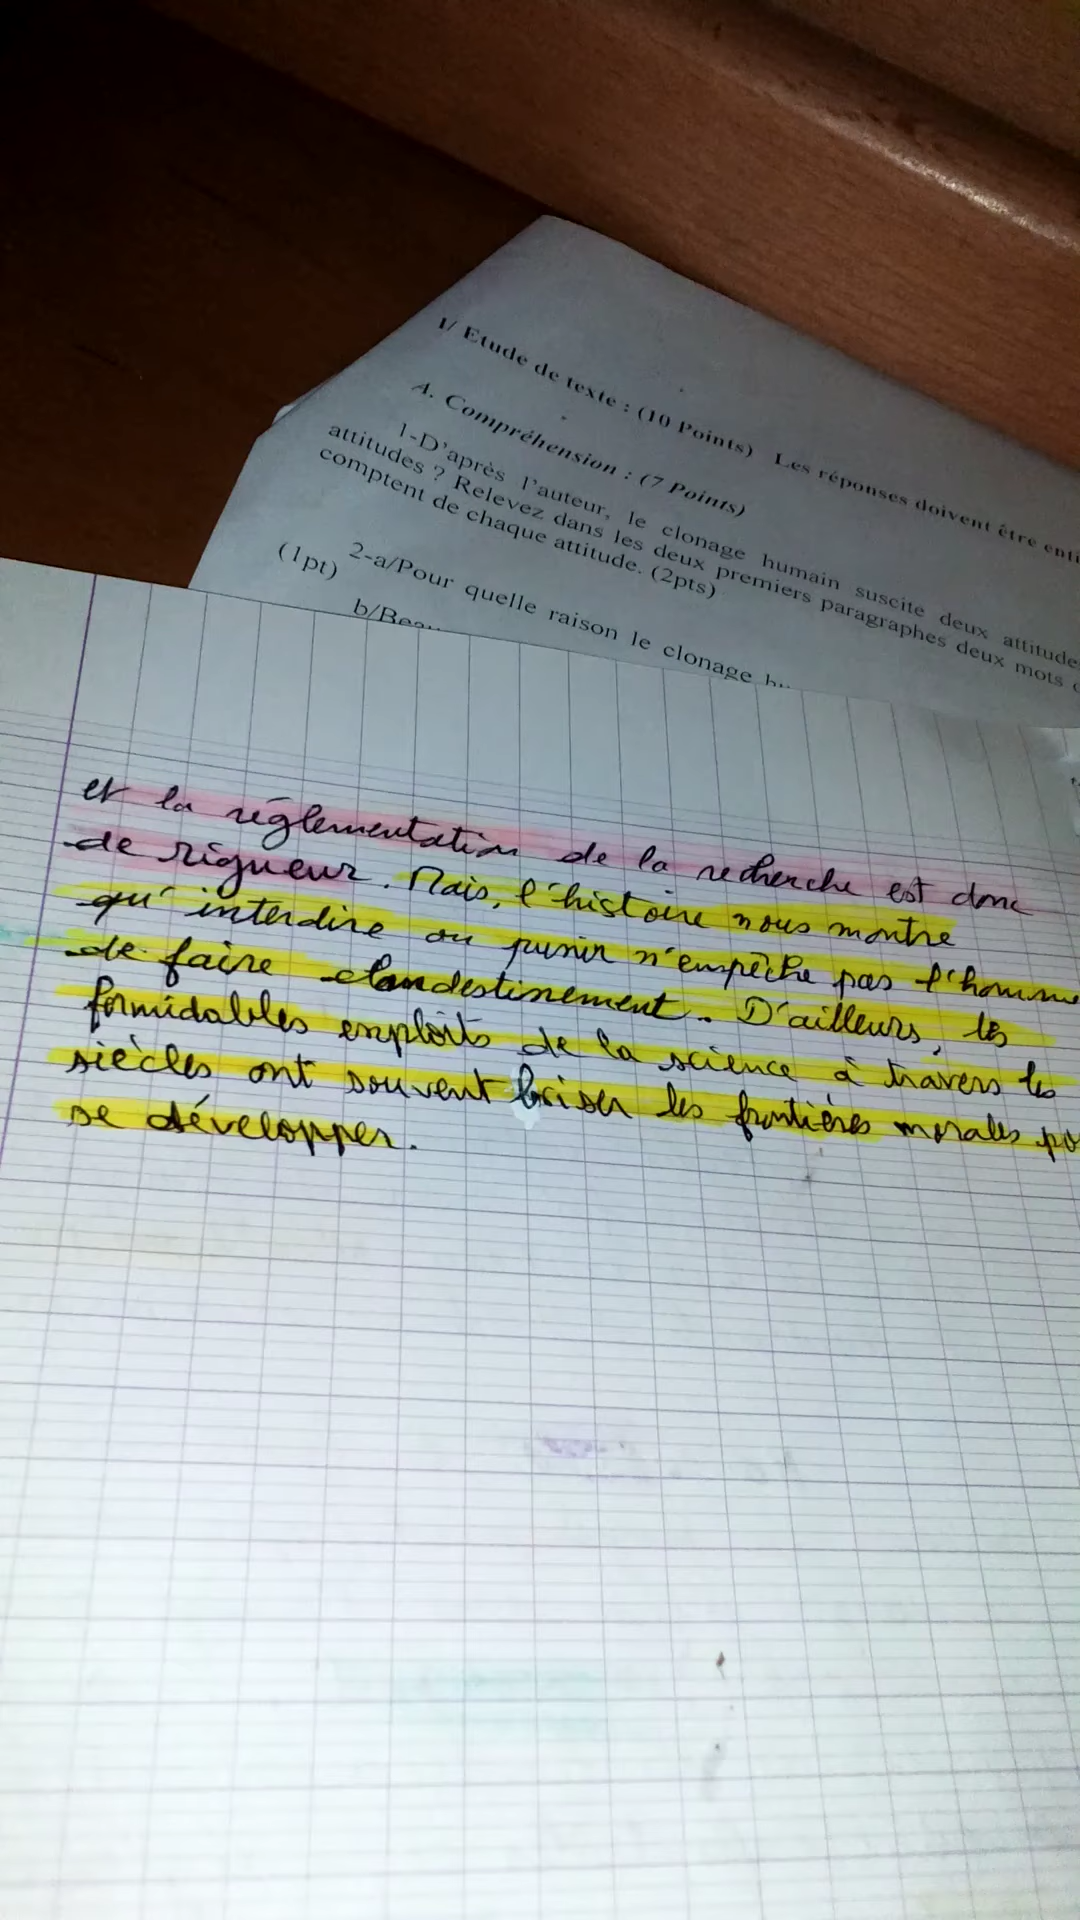 I/ Etude de texte : (10 Points) Les réponses doivent être
A. Compréhension : (7 Points)
1-D'après l'auteur, le clonage humain suscite deux
attitudes ? Relevez dans les deux premiers paragraphes deux mots
comptent de chaque attitude. (2pts)
2-a/Pour quelle raison le clonage
(1pt)
b/
et la réglementation de la recherche est donc
de rigueur. Mais, l'histoire nous montre
qu'interdire ou punir n'empêche pas l'homme
de faire clandestinement. D'ailleurs, les
formidables exploits de la science à travers les
siècles ont souvent briser les frontières morales
se développer.